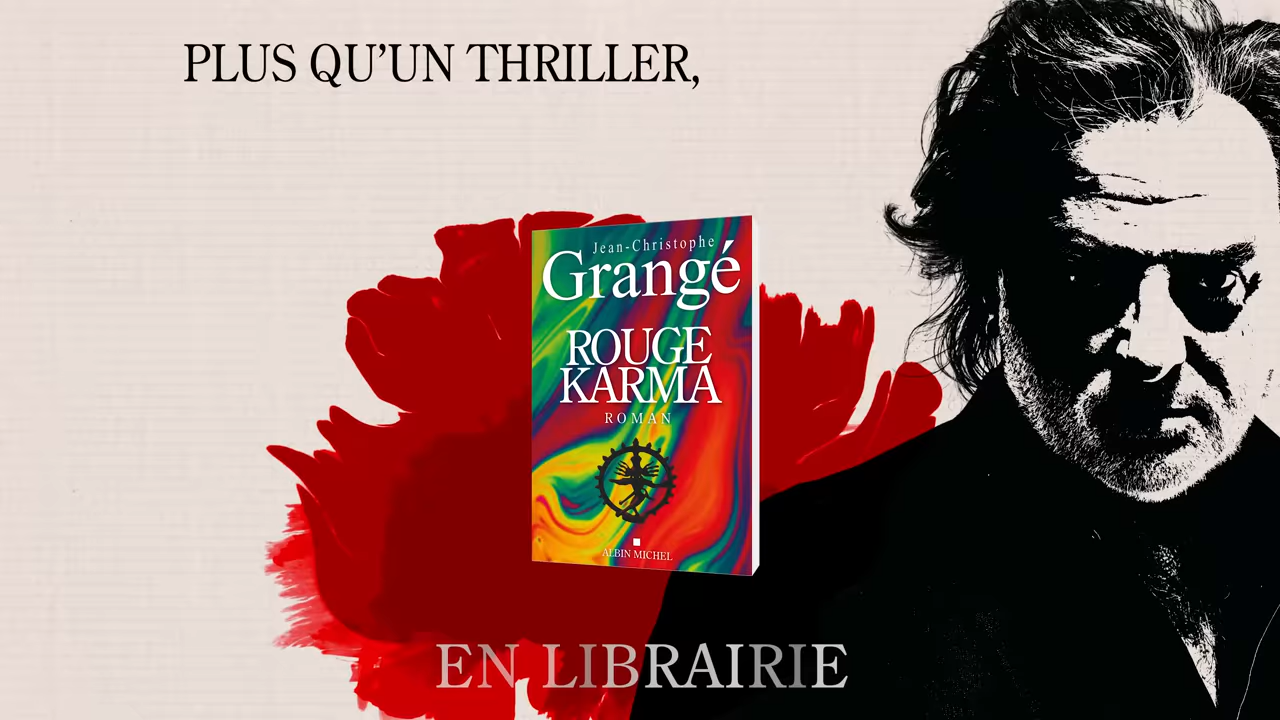 PLUS QU'UN THRILLER,
Jean-Christophe
Grangé
ROUGE
KARMA
ROMAN
ALBIN MICHEL
EN LIBRAIRIE